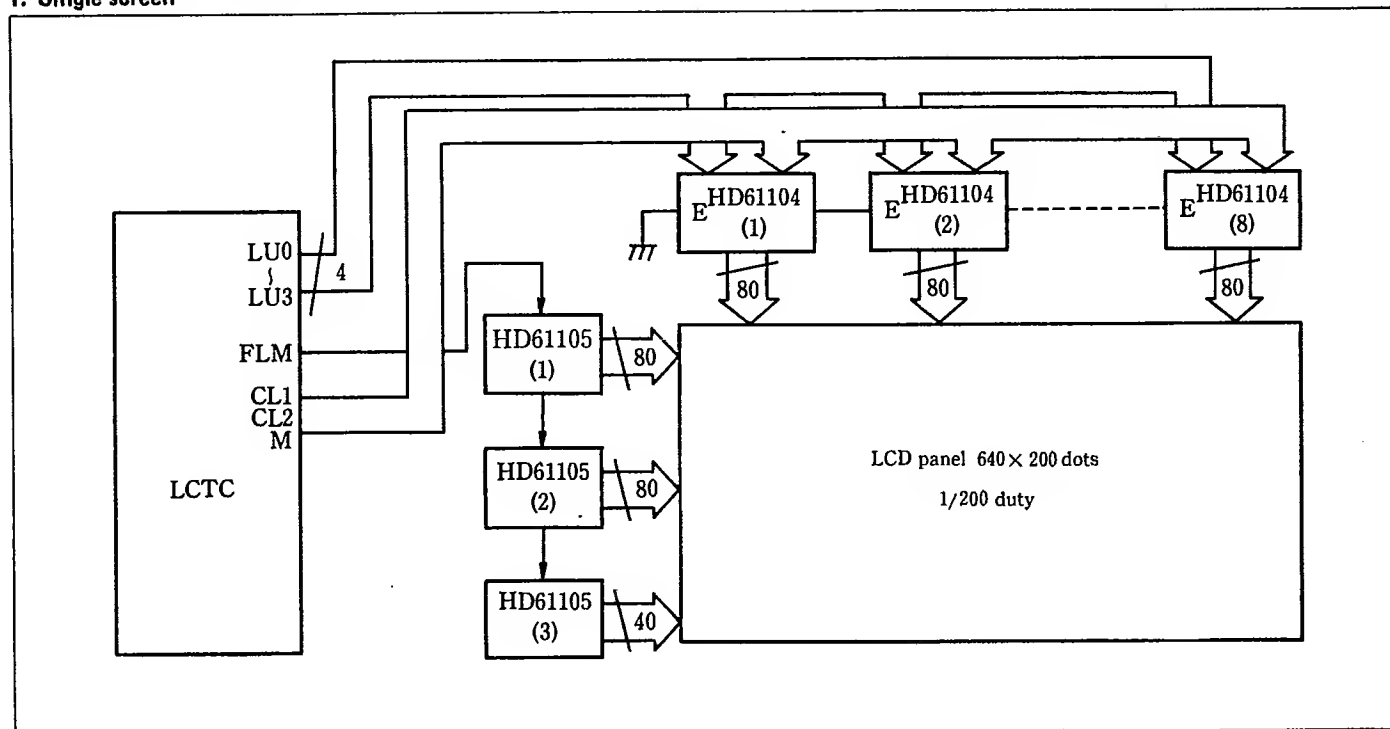 1. Single screen
LU0
~
LU3
4
FLM
CL1
CL2
M
LCTC
HD61104
E
(1)
HD61104
E
(2)
HD61104
E
(8)
80
80
80
HD61105
(1)
80
HD61105
(2)
80
HD61105
(3)
40
LCD panel 640 × 200 dots
1/200 duty